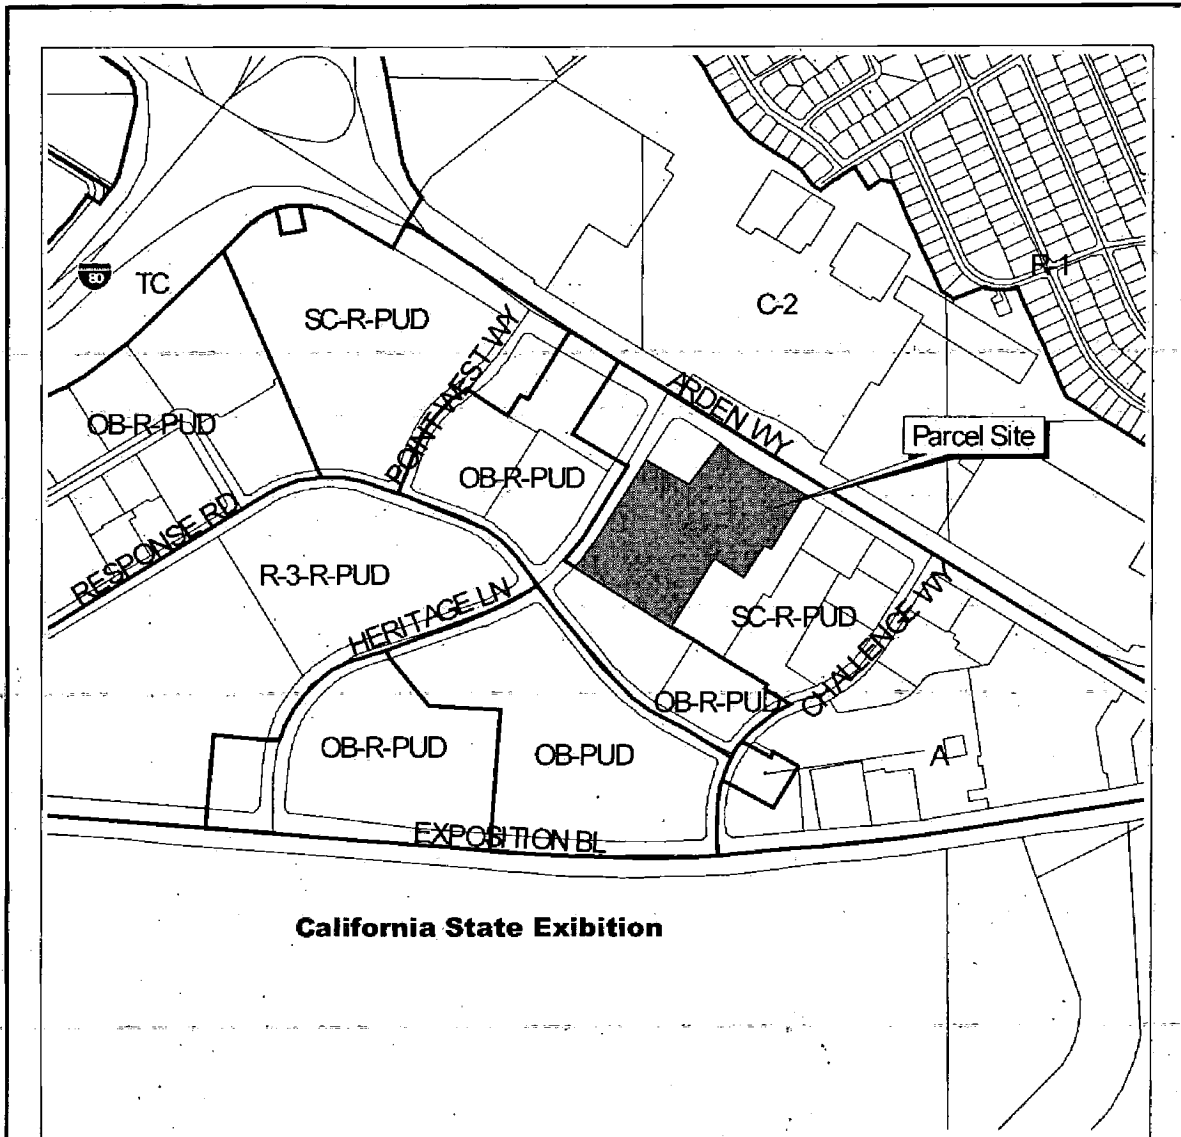 R-1
80
TC
C-2
SC-R-PUD
POINT WEST WY
ARDEN WY
OB-R-PUD
Parcel Site
OB-R-PUD
RESPONSE RD
R-3-R-PUD
HERITAGE LN
SC-R-PUD
CHALLENGE WY
OB-R-PUD
OB-R-PUD
OB-PUD
A
EXPOSITION BL
California State Exibition